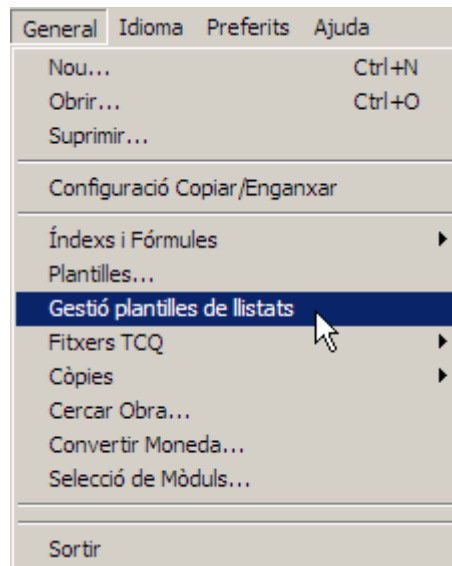 General Idioma Preferits Ajuda
Nou... Ctrl+N
Obrir... Ctrl+O
Suprimir...
Configuració Copiar/Enganxar
Índexs i Fórmules
Plantilles...
Gestió plantilles de llistats
Fitxers TCQ
Còpies
Cercar Obra...
Convertir Moneda...
Selecció de Mòduls...
Sortir